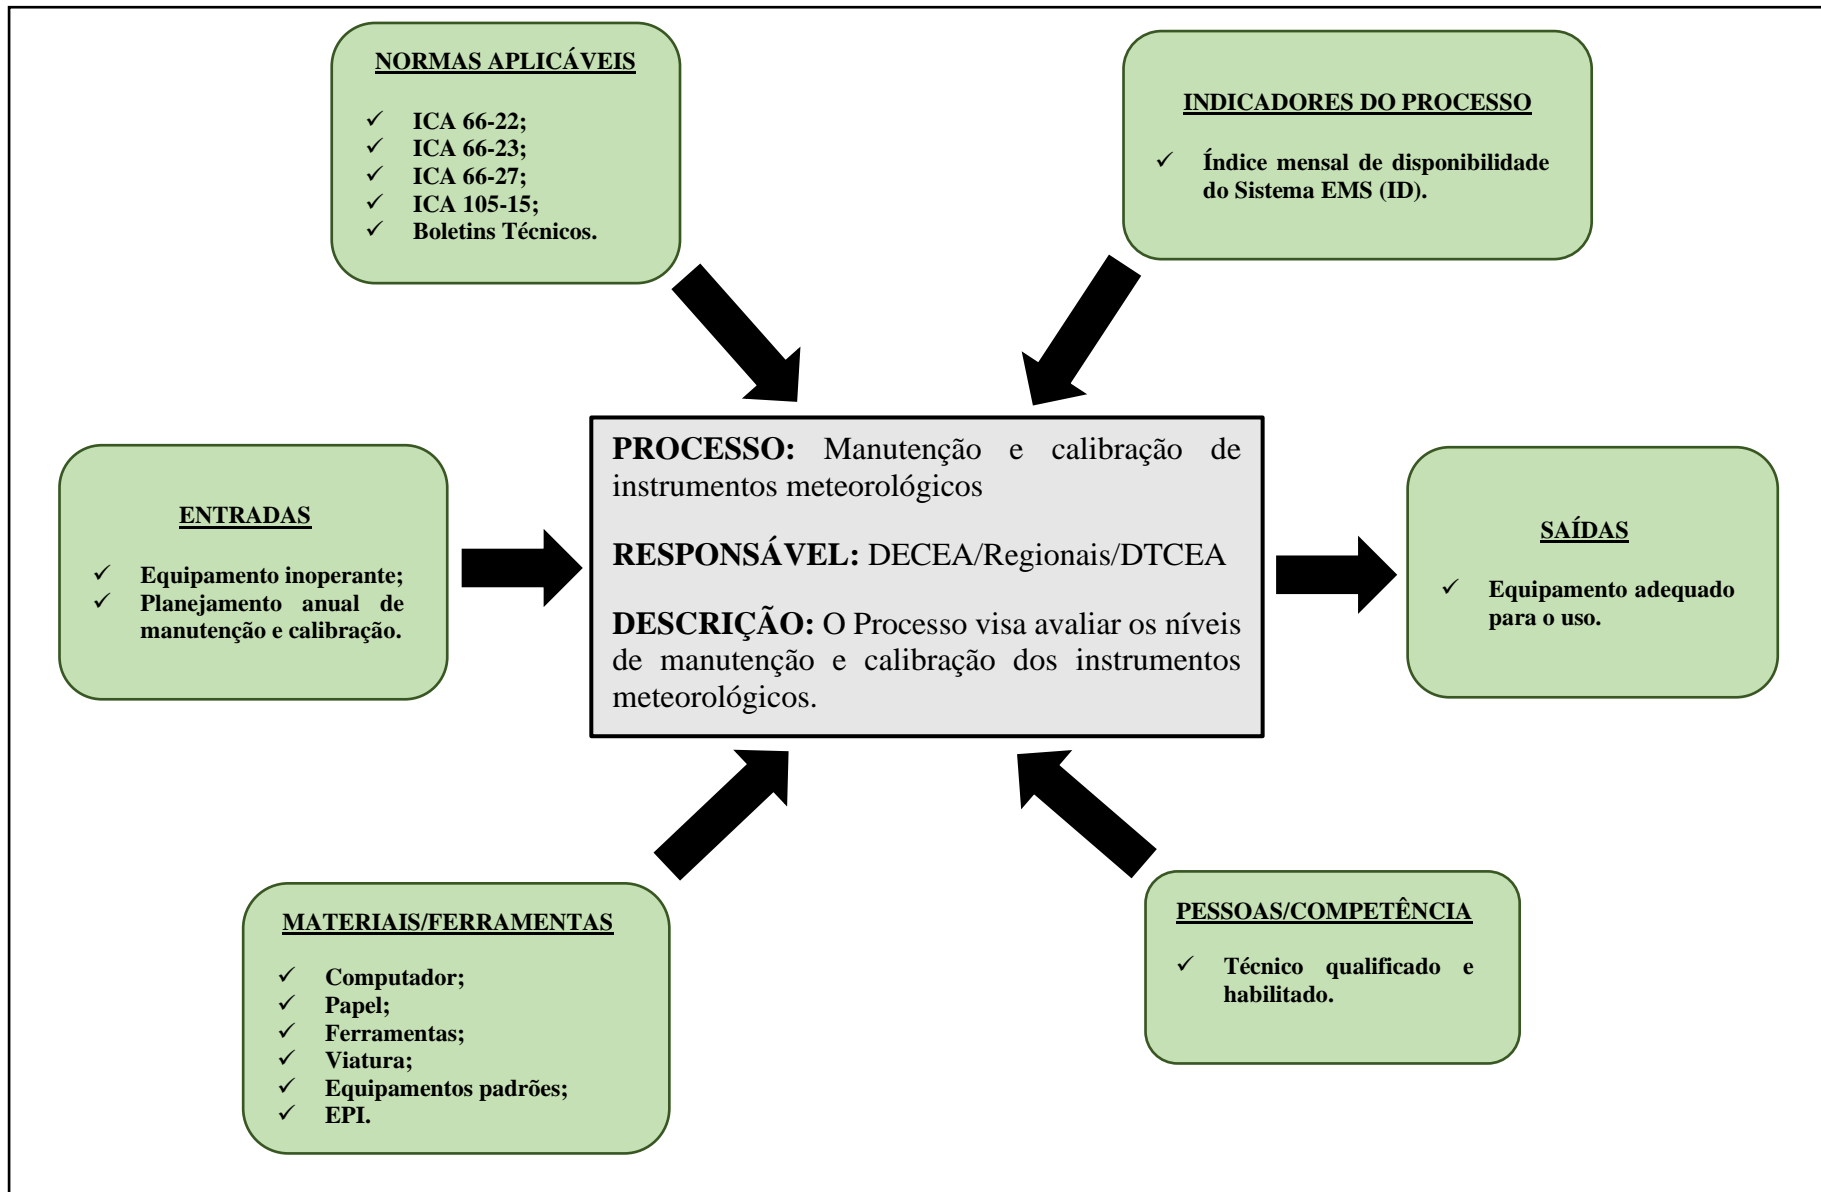 NORMAS APLICÁVEIS
✓ ICA 66-22;
✓ ICA 66-23;
✓ ICA 66-27;
✓ ICA 105-15;
✓ Boletins Técnicos.
INDICADORES DO PROCESSO
✓ Índice mensal de disponibilidade
do Sistema EMS (ID).
ENTRADAS
✓ Equipamento inoperante;
✓ Planejamento anual de
manutenção e calibração.
PROCESSO: Manutenção e calibração de
instrumentos meteorológicos
RESPONSÁVEL: DECEA/Regionais/DTCEA
DESCRIÇÃO: O Processo visa avaliar os níveis
de manutenção e calibração dos instrumentos
meteorológicos.
SAÍDAS
✓ Equipamento adequado
para o uso.
MATERIAIS/FERRAMENTAS
✓ Computador;
✓ Papel;
✓ Ferramentas;
✓ Viatura;
✓ Equipamentos padrões;
✓ EPI.
PESSOAS/COMPETÊNCIA
✓ Técnico qualificado e
habilitado.